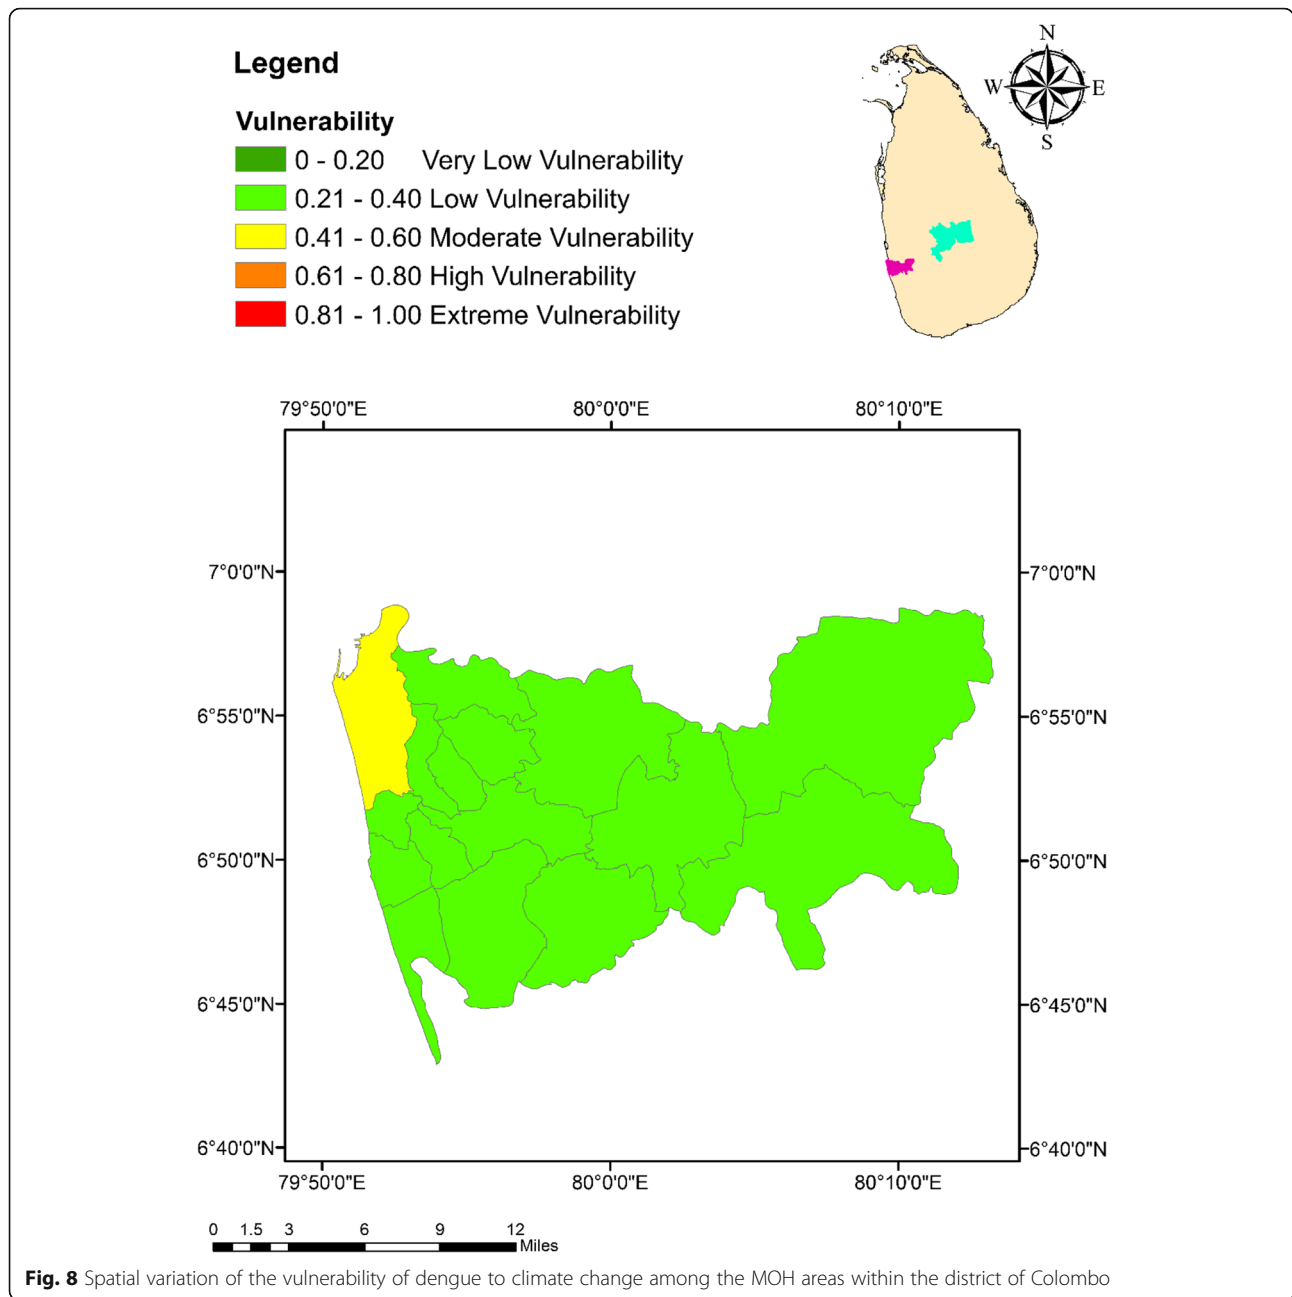 Legend
Vulnerability
0 - 0.20 Very Low Vulnerability
0.21 - 0.40 Low Vulnerability
0.41 - 0.60 Moderate Vulnerability
0.61 - 0.80 High Vulnerability
0.81 - 1.00 Extreme Vulnerability
N
W E
S
79°50'0"E 80°0'0"E 80°10'0"E
7°0'0"N 7°0'0"N
6°55'0"N 6°55'0"N
6°50'0"N 6°50'0"N
6°45'0"N 6°45'0"N
6°40'0"N 6°40'0"N
79°50'0"E 80°0'0"E 80°10'0"E
0 1.5 3 6 9 12
Miles
Fig. 8 Spatial variation of the vulnerability of dengue to climate change among the MOH areas within the district of Colombo